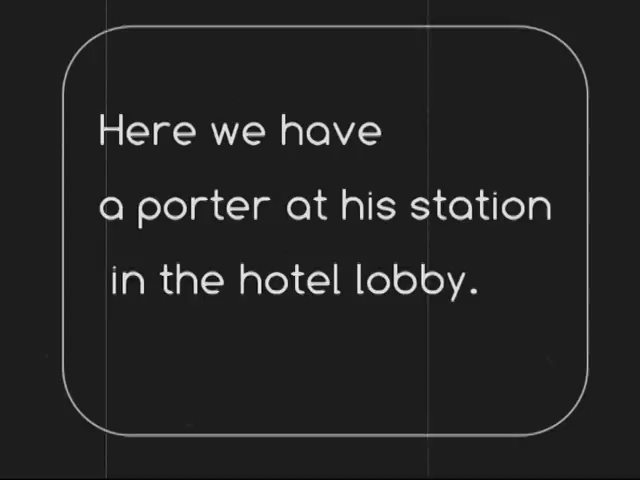 Here we have
a porter at his station
in the hotel lobby.